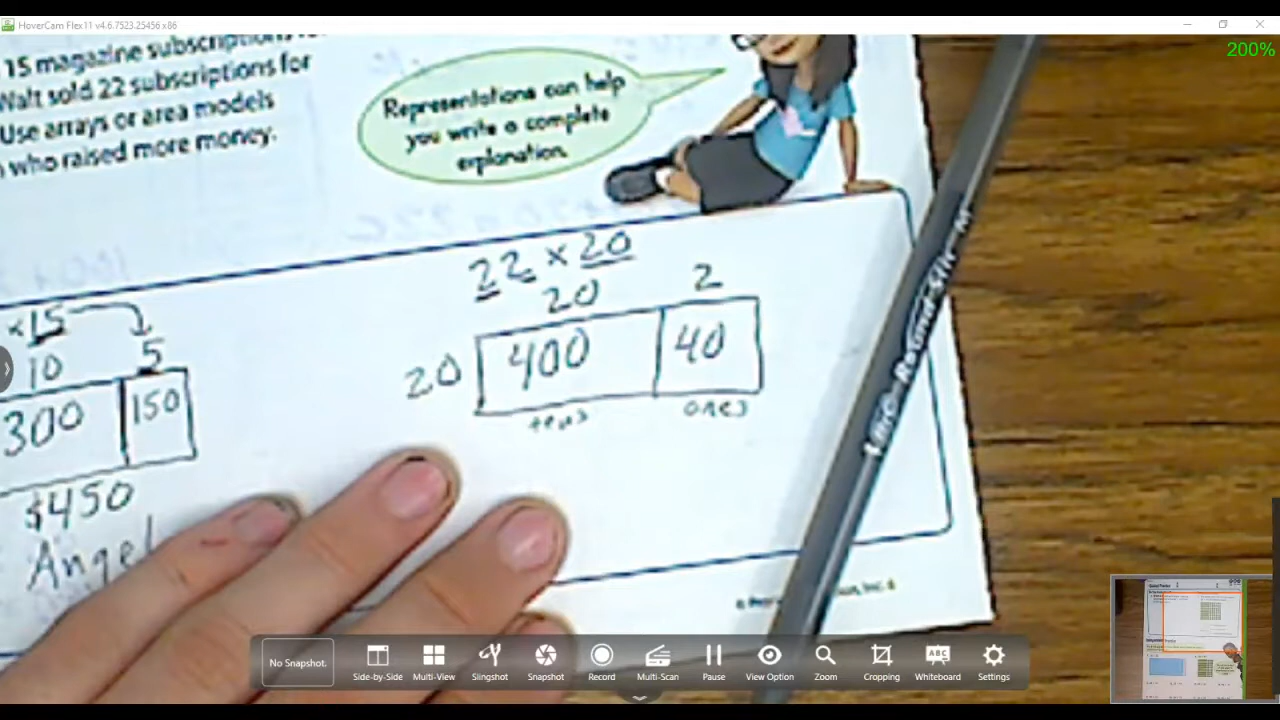 HoverCam Flex11 v4.6.7523.25456 x86
200%
15 magazine subscriptions
Walt sold 22 subscriptions for
Use arrays or area models
who raised more money.
Representations can help
you write a complete
explanation.
22 × 20
20 2
20 400 40
tens ones
×15
10 5
300 150
$450
Angel
No Snapshot.
Side-by-Side Multi-View Slingshot Snapshot Record Multi-Scan Pause View Option Zoom Cropping ABC Whiteboard Settings